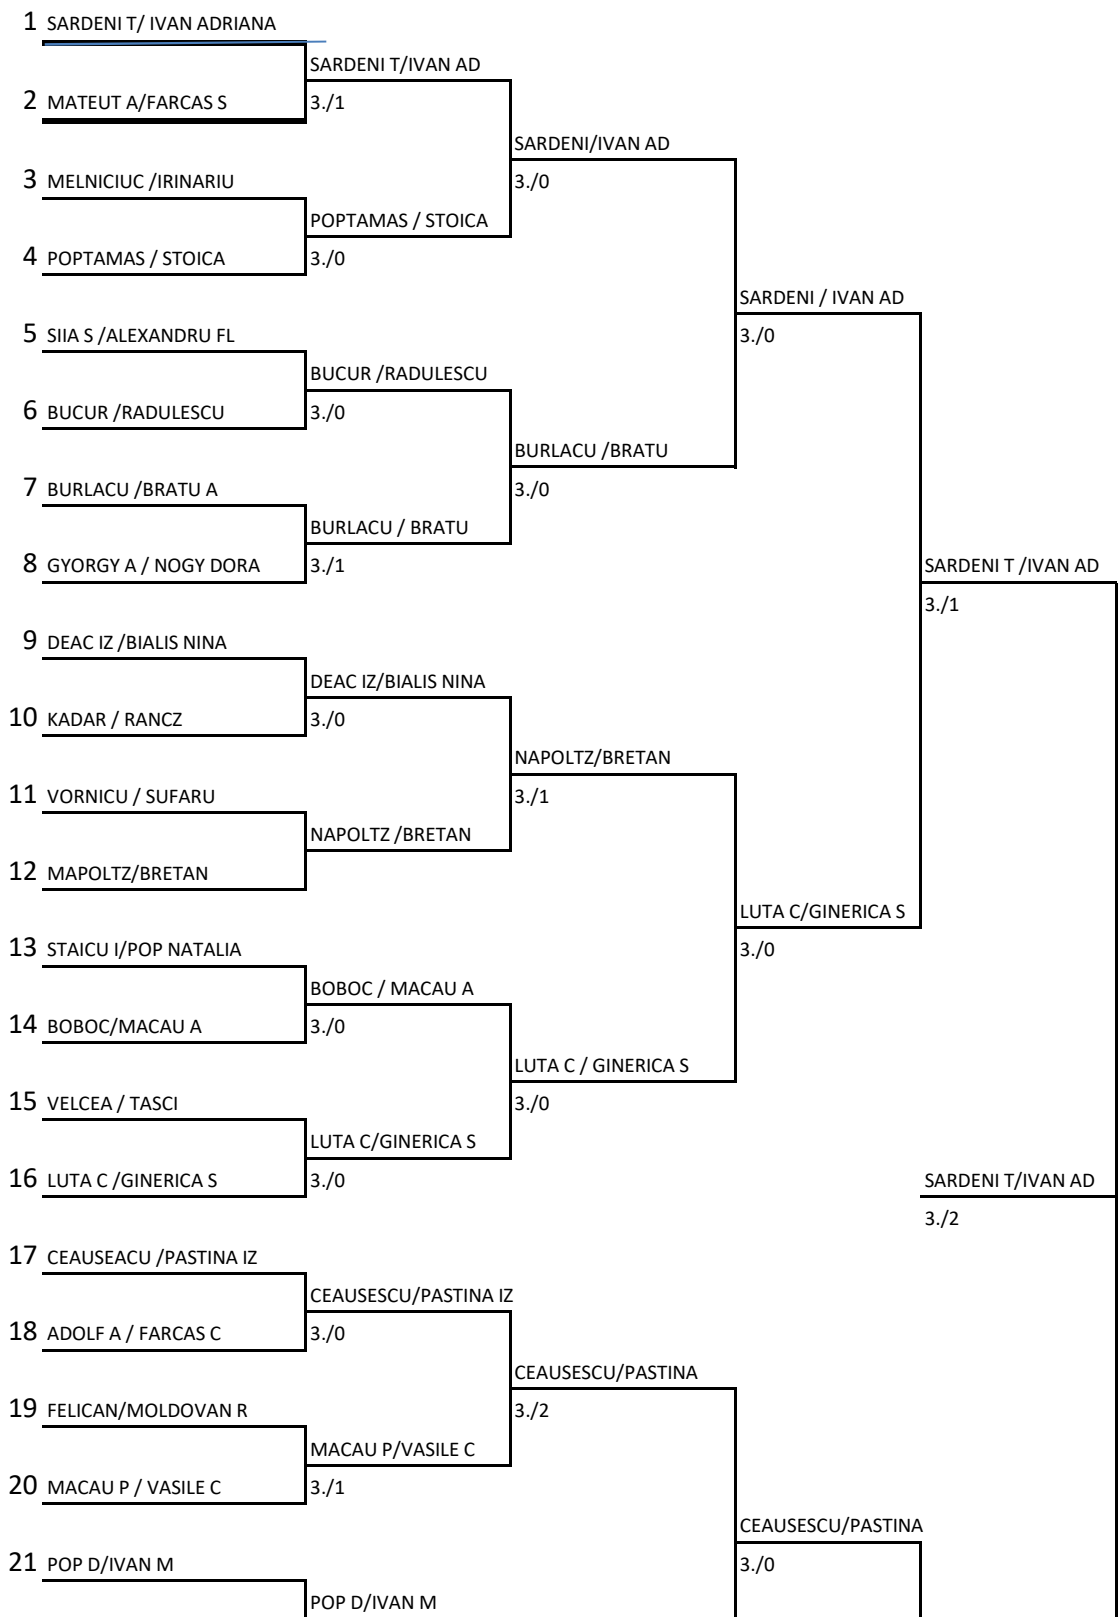 1 SARDENI T/ IVAN ADRIANA
SARDENI T/IVAN AD
2 MATEUT A/FARCAS S 3./1
SARDENI/IVAN AD
3 MELNICIUC /IRINARIU 3./0
POPTAMAS / STOICA
4 POPTAMAS / STOICA 3./0
SARDENI / IVAN AD
5 SIIA S /ALEXANDRU FL 3./0
BUCUR /RADULESCU
6 BUCUR /RADULESCU 3./0
BURLACU /BRATU
7 BURLACU /BRATU A 3./0
BURLACU / BRATU
8 GYORGY A / NOGY DORA 3./1 SARDENI T /IVAN AD
3./1
9 DEAC IZ /BIALIS NINA
DEAC IZ/BIALIS NINA
10 KADAR / RANCZ 3./0
NAPOLTZ/BRETAN
11 VORNICU / SUFARU 3./1
NAPOLTZ /BRETAN
12 MAPOLTZ/BRETAN
LUTA C/GINERICA S
13 STAICU I/POP NATALIA 3./0
BOBOC / MACAU A
14 BOBOC/MACAU A 3./0
LUTA C / GINERICA S
15 VELCEA / TASCI 3./0
LUTA C/GINERICA S
16 LUTA C /GINERICA S 3./0 SARDENI T/IVAN AD
3./2
17 CEAUSEACU /PASTINA IZ
CEAUSESCU/PASTINA IZ
18 ADOLF A / FARCAS C 3./0
CEAUSESCU/PASTINA
19 FELICAN/MOLDOVAN R 3./2
MACAU P/VASILE C
20 MACAU P / VASILE C 3./1
CEAUSESCU/PASTINA
21 POP D/IVAN M 3./0
POP D/IVAN M